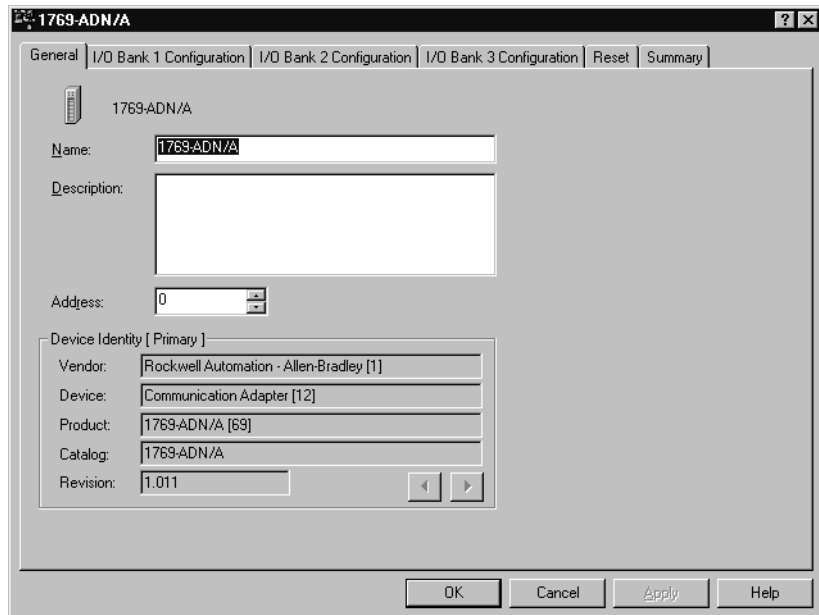 1769-ADN/A
General I/O Bank 1 Configuration I/O Bank 2 Configuration I/O Bank 3 Configuration Reset Summary
1769-ADN/A
Name: 1769-ADN/A
Description:
Address: 0
Device Identity [ Primary ]
Vendor: Rockwell Automation - Allen-Bradley [1]
Device: Communication Adapter [12]
Product: 1769-ADN/A [69]
Catalog: 1769-ADN/A
Revision: 1.011
OK Cancel Apply Help